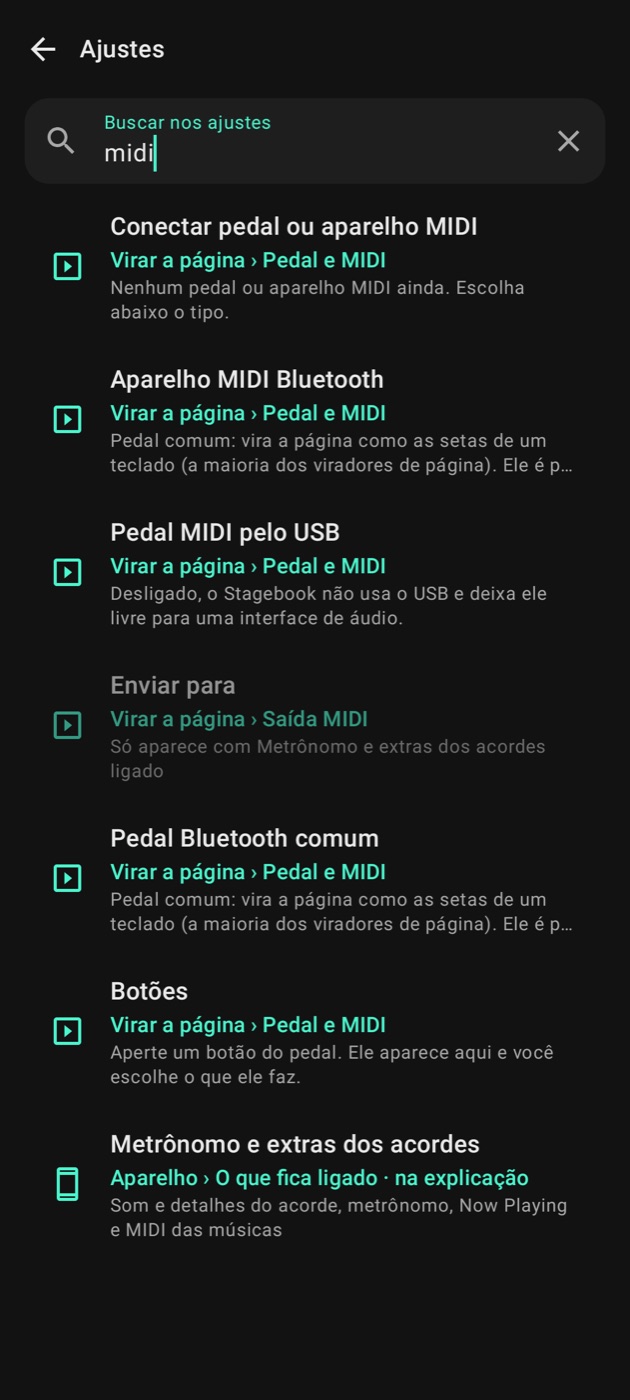 Ajustes
Buscar nos ajustes
midi
Conectar pedal ou aparelho MIDI
Virar a página › Pedal e MIDI
Nenhum pedal ou aparelho MIDI ainda. Escolha
abaixo o tipo.
Aparelho MIDI Bluetooth
Virar a página › Pedal e MIDI
Pedal comum: vira a página como as setas de um
teclado (a maioria dos viradores de página). Ele é p…
Pedal MIDI pelo USB
Virar a página › Pedal e MIDI
Desligado, o Stagebook não usa o USB e deixa ele
livre para uma interface de áudio.
Enviar para
Virar a página › Saída MIDI
Só aparece com Metrônomo e extras dos acordes
ligado
Pedal Bluetooth comum
Virar a página › Pedal e MIDI
Pedal comum: vira a página como as setas de um
teclado (a maioria dos viradores de página). Ele é p…
Botões
Virar a página › Pedal e MIDI
Aperte um botão do pedal. Ele aparece aqui e você
escolhe o que ele faz.
Metrônomo e extras dos acordes
Aparelho › O que fica ligado · na explicação
Som e detalhes do acorde, metrônomo, Now Playing
e MIDI das músicas